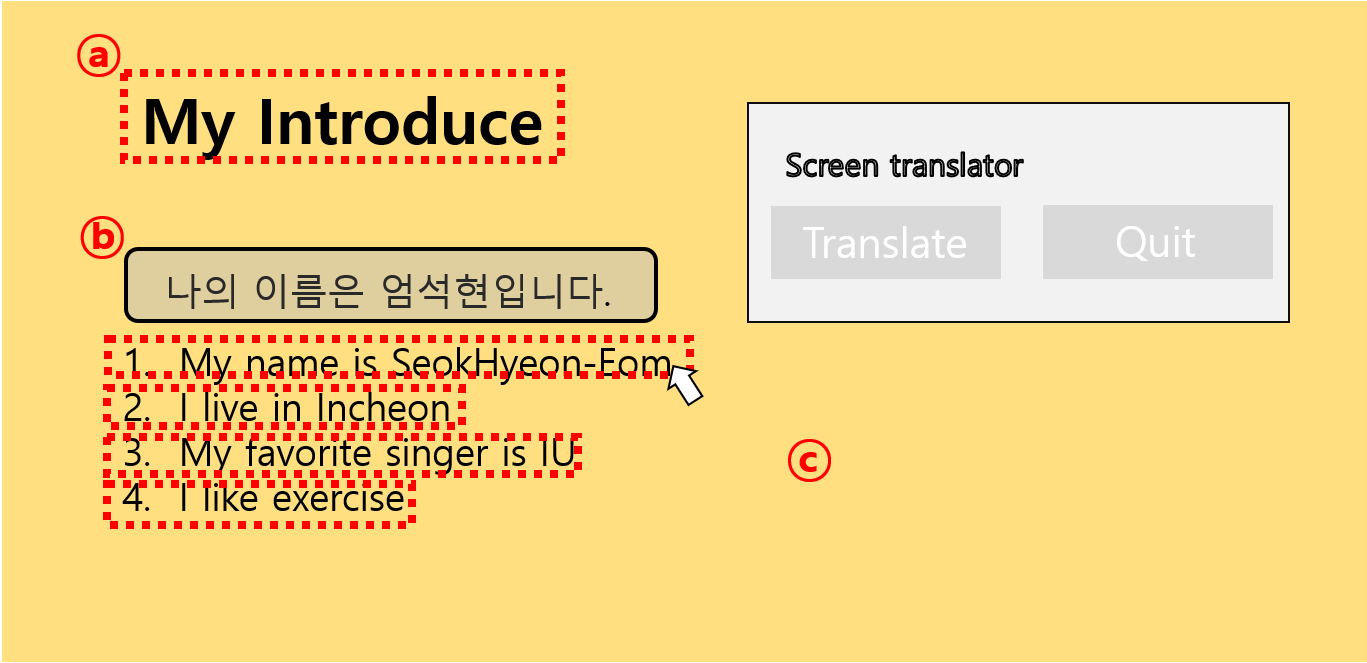 ⓐ
My Introduce
ⓑ
나의 이름은 엄석현입니다.
1. My name is SeokHyeon-Eom
2. I live in Incheon
3. My favorite singer is IU
4. I like exercise
Screen translator
Translate Quit
ⓒ